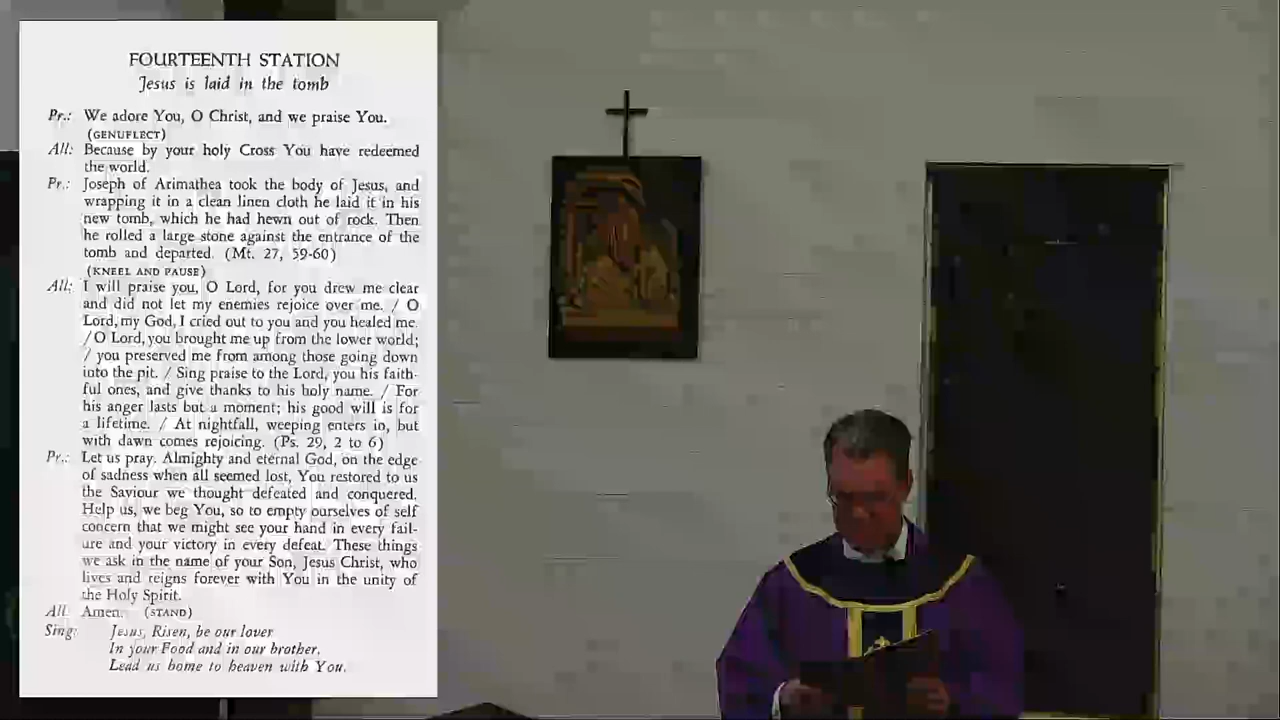 FOURTEENTH STATION
Jesus is laid in the tomb
Pr.: We adore You, O Christ, and we praise You.
(GENUFLECT)
All: Because by your holy Cross You have redeemed
the world.
Pr.: Joseph of Arimathea took the body of Jesus, and
wrapping it in a clean linen cloth he laid it in his
new tomb, which he had hewn out of rock. Then
he rolled a large stone against the entrance of the
tomb and departed. (Mt. 27, 59-60)
(KNEEL AND PAUSE)
All: I will praise you, O Lord, for you drew me clear
and did not let my enemies rejoice over me. / O
Lord, my God, I cried out to you and you healed me.
/ O Lord, you brought me up from the lower world;
/ you preserved me from among those going down
into the pit. / Sing praise to the Lord, you his faith-
ful ones, and give thanks to his holy name. / For
his anger lasts but a moment; his good will is for
a lifetime. / At nightfall, weeping enters in, but
with dawn comes rejoicing. (Ps. 29, 2 to 6)
Pr.: Let us pray. Almighty and eternal God, on the edge
of sadness when all seemed lost, You restored to us
the Saviour we thought defeated and conquered.
Help us, we beg You, so to empty ourselves of self
concern that we might see your hand in every fail-
ure and your victory in every defeat. These things
we ask in the name of your Son, Jesus Christ, who
lives and reigns forever with You in the unity of
the Holy Spirit.
All: Amen. (STAND)
Sing: Jesus, Risen, be our lover
In your Food and in our brother,
Lead us home to heaven with You.